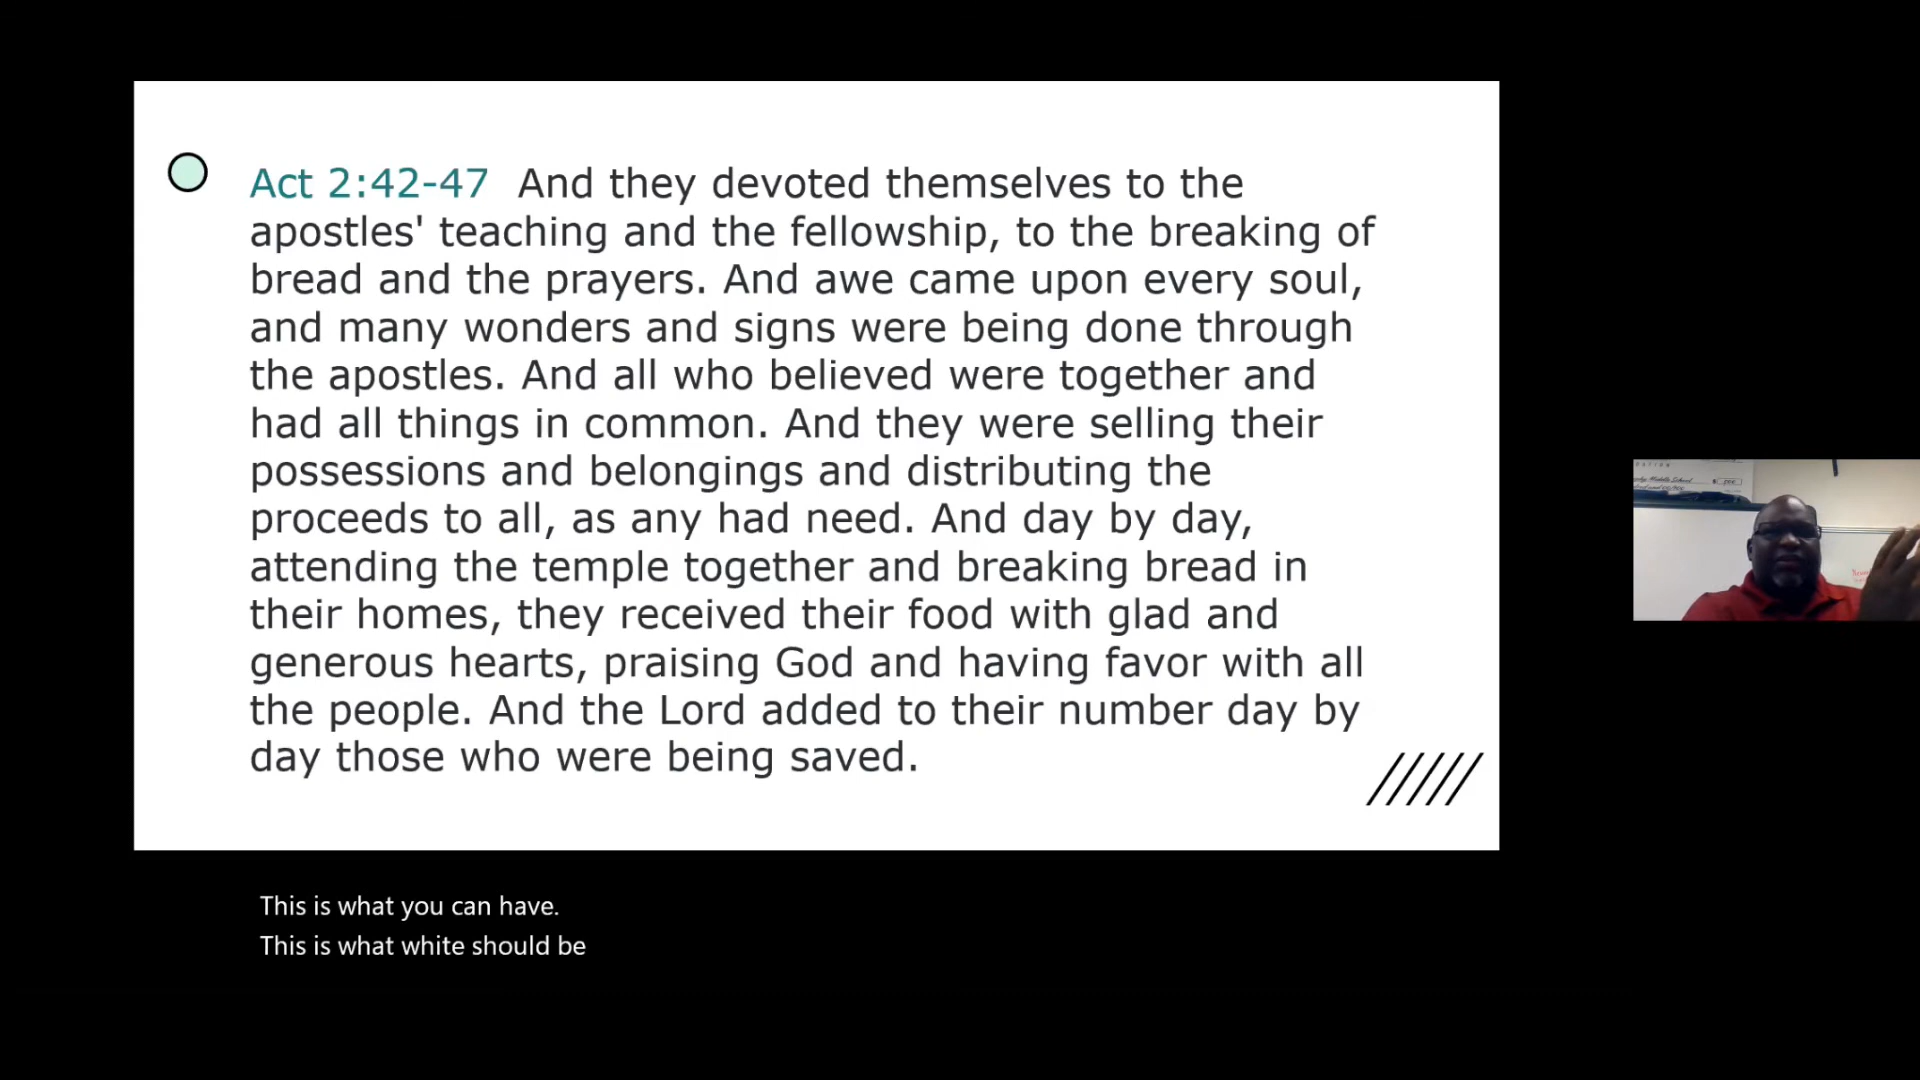 Act 2:42-47 And they devoted themselves to the
apostles' teaching and the fellowship, to the breaking of
bread and the prayers. And awe came upon every soul,
and many wonders and signs were being done through
the apostles. And all who believed were together and
had all things in common. And they were selling their
possessions and belongings and distributing the
proceeds to all, as any had need. And day by day,
attending the temple together and breaking bread in
their homes, they received their food with glad and
generous hearts, praising God and having favor with all
the people. And the Lord added to their number day by
day those who were being saved.
This is what you can have.
This is what white should be
Middle School